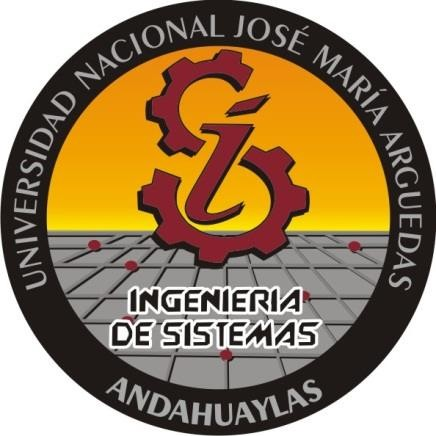 UNIVERSIDAD NACIONAL JOSÉ MARÍA ARGUEDAS
i
INGENIERIA
DE SISTEMAS
ANDAHUAYLAS